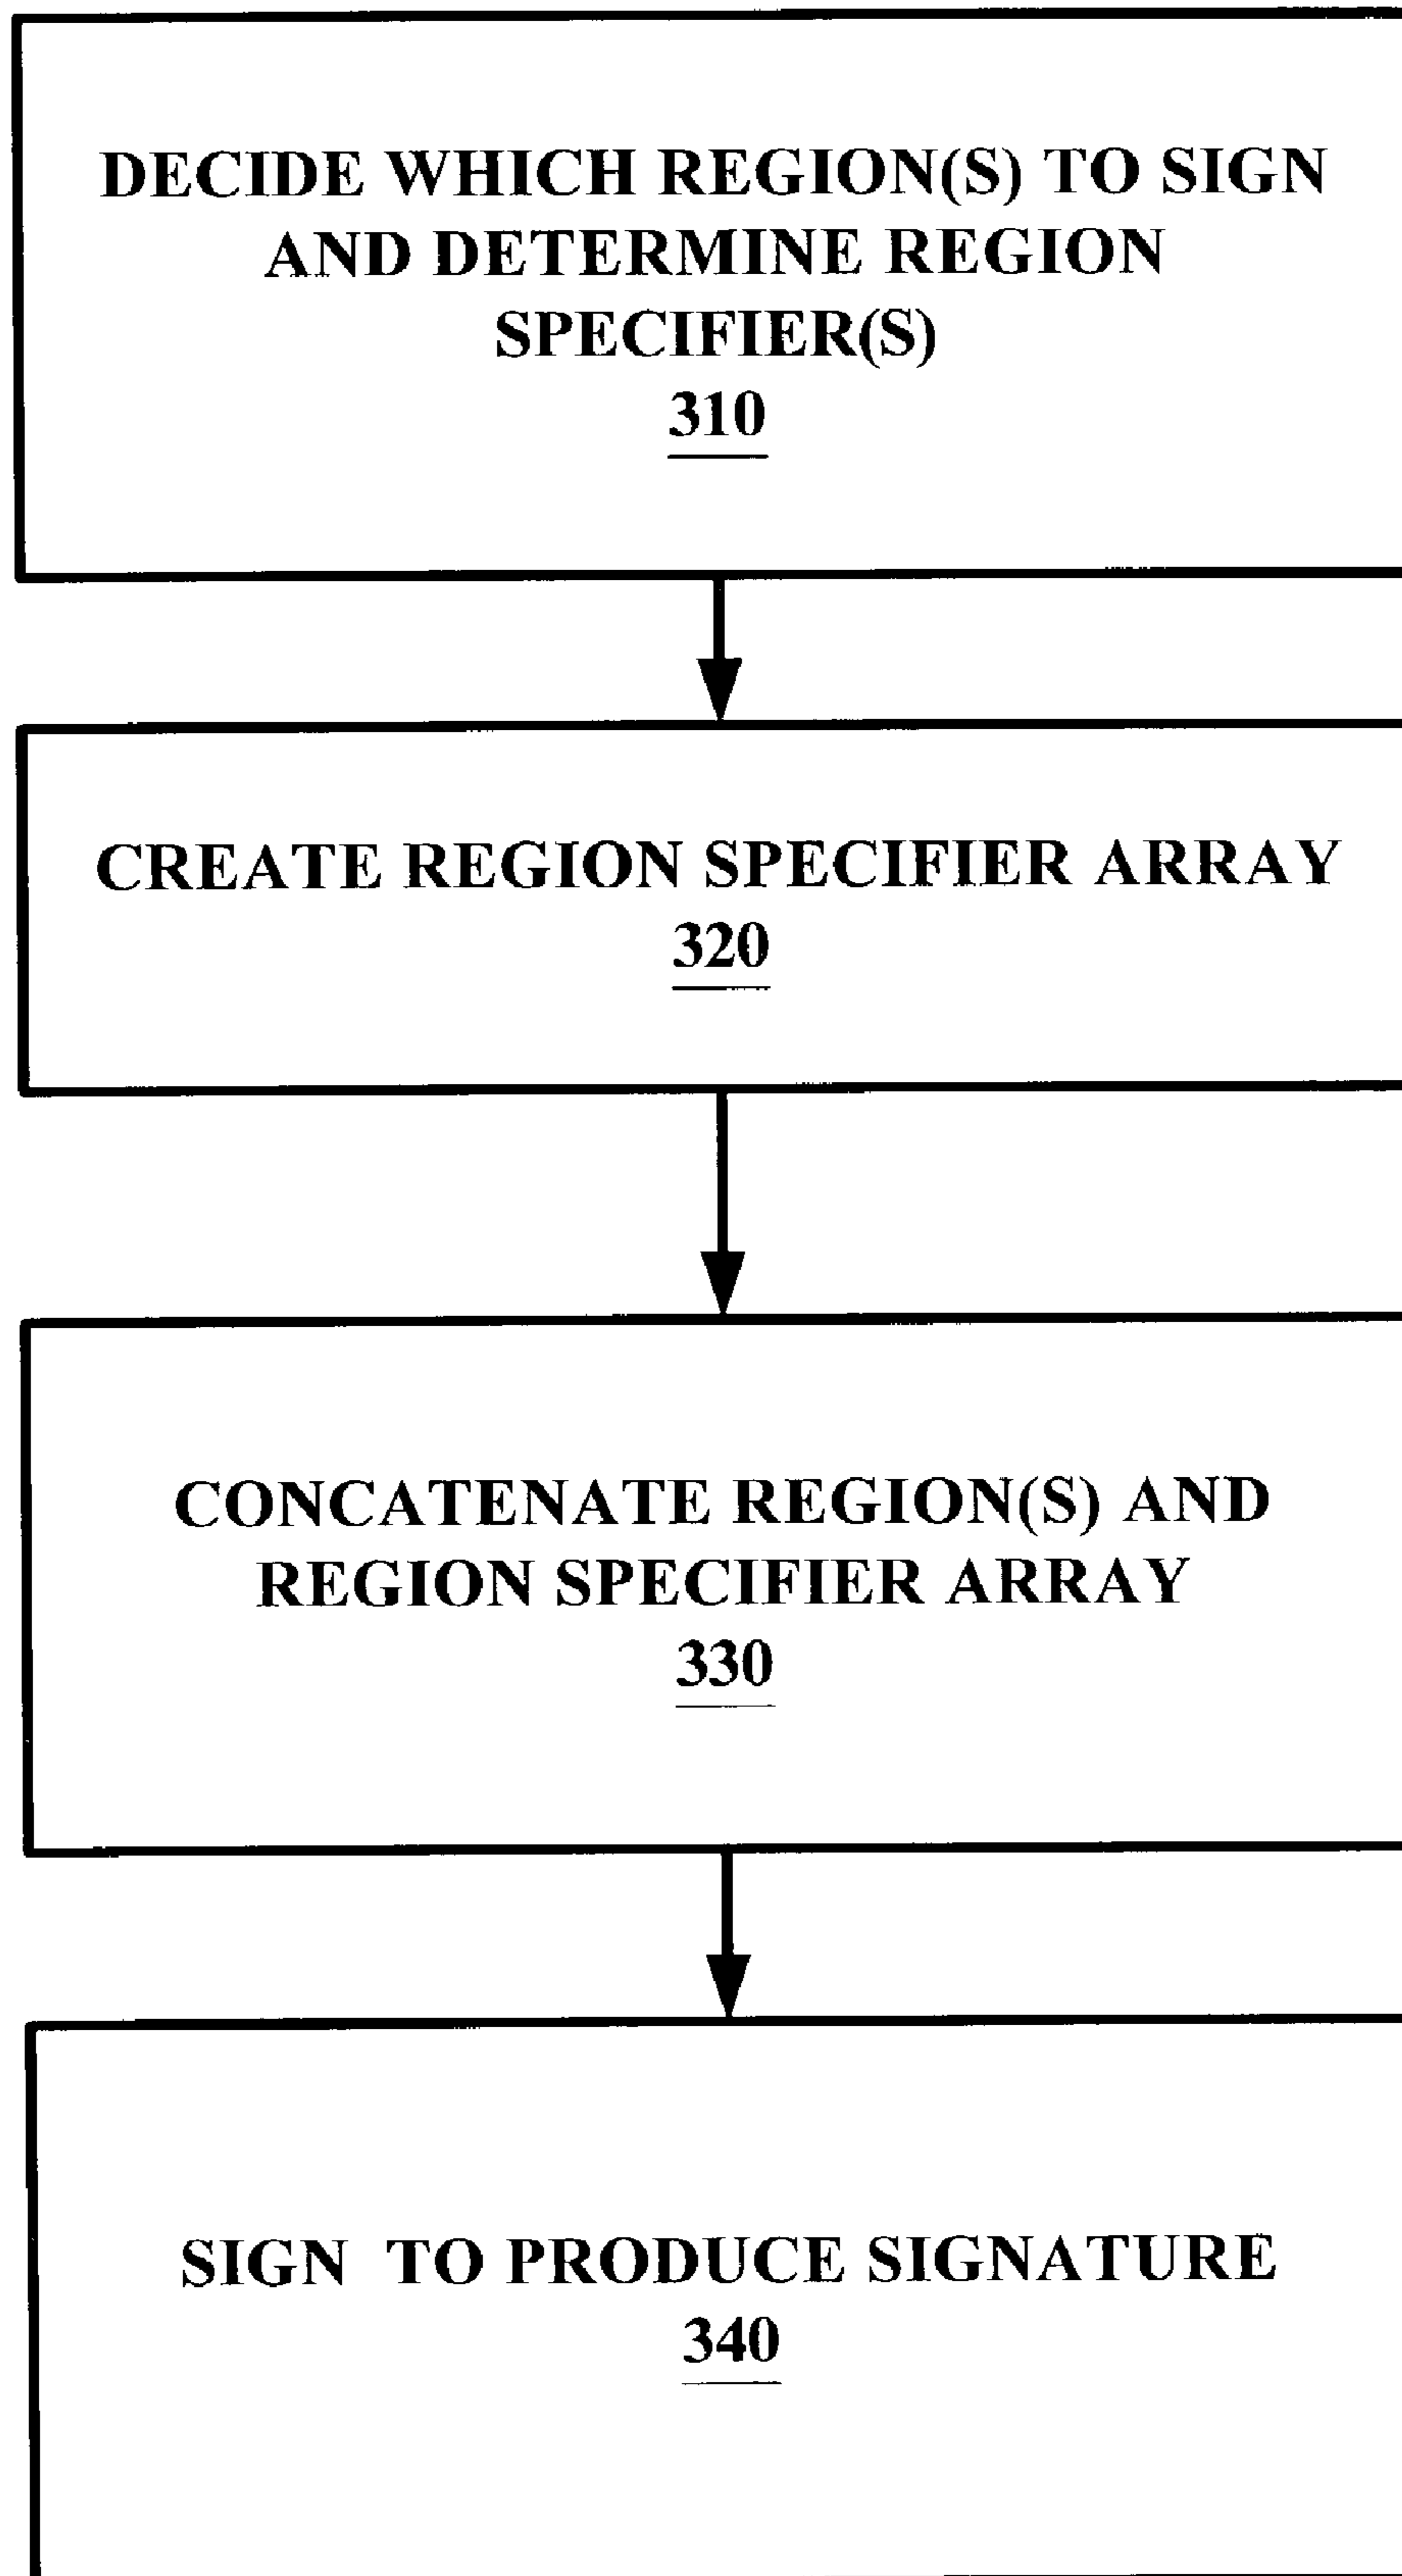 DECIDE WHICH REGION(S) TO SIGN
AND DETERMINE REGION
SPECIFIER(S)
310
CREATE REGION SPECIFIER ARRAY
320
CONCATENATE REGION(S) AND
REGION SPECIFIER ARRAY
330
SIGN TO PRODUCE SIGNATURE
340